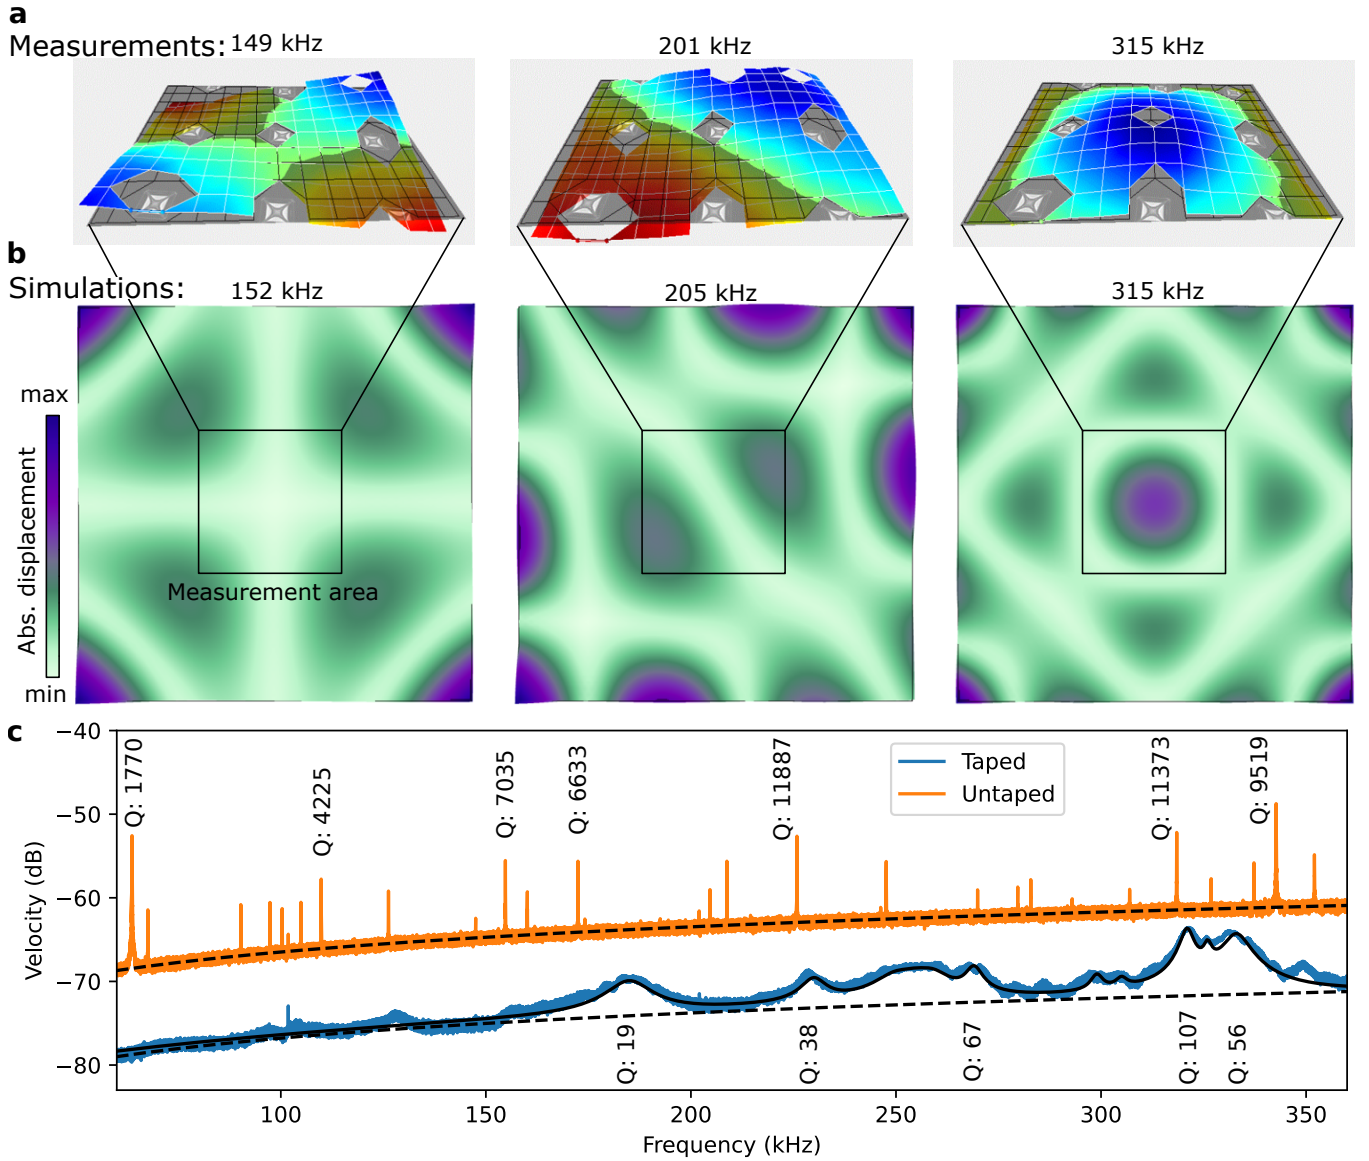 a
Measurements:
149 kHz
201 kHz
315 kHz
b
Simulations:
152 kHz
205 kHz
315 kHz
max
Abs. displacement
min
Measurement area
c
Q: 1770
Q: 4225
Q: 7035
Q: 6633
Q: 11887
Q: 11373
Q: 9519
Taped
Untaped
−40
−50
−60
−70
−80
Velocity (dB)
Q: 19
Q: 38
Q: 67
Q: 107
Q: 56
100
150
200
250
300
350
Frequency (kHz)